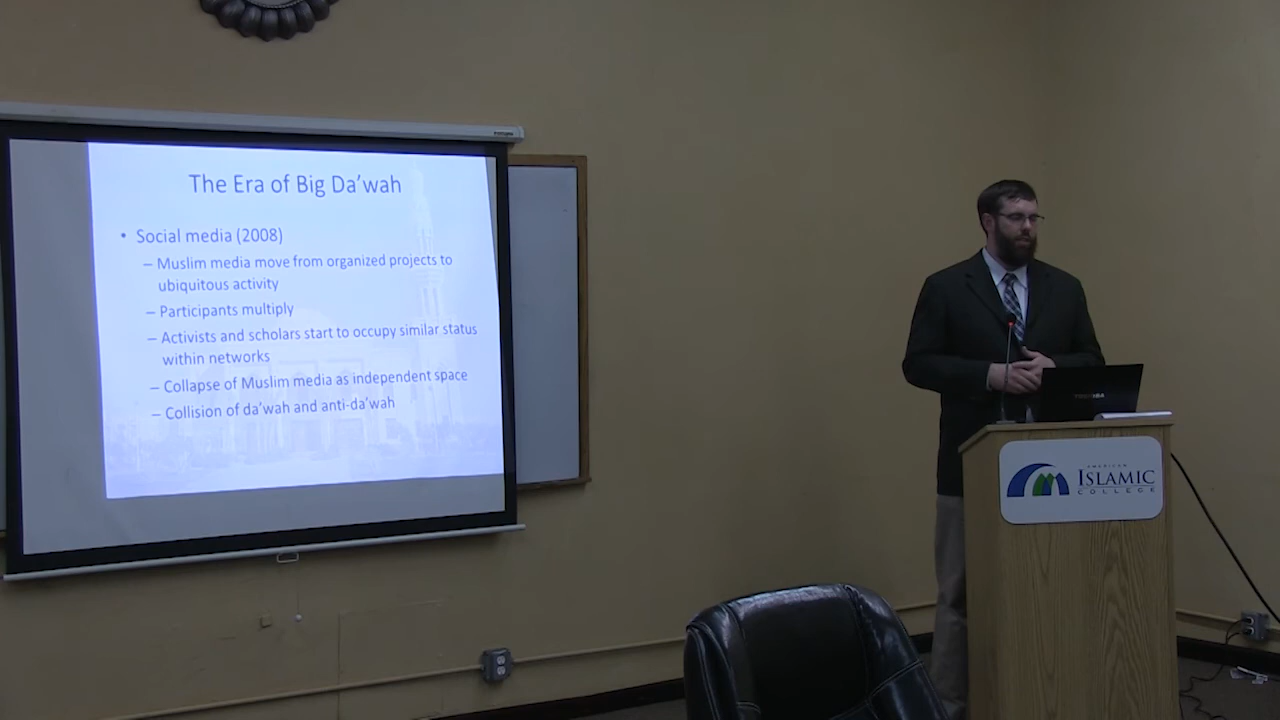 The Era of Big Da'wah
• Social media (2008)
– Muslim media move from organized projects to
ubiquitous activity
– Participants multiply
– Activists and scholars start to occupy similar status
within networks
– Collapse of Muslim media as independent space
– Collision of da'wah and anti-da'wah
TOSHIBA
AMERICAN
ISLAMIC
COLLEGE